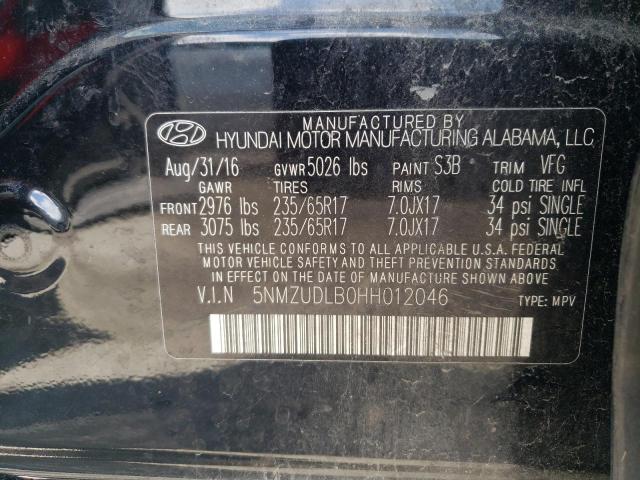 MANUFACTURED BY
HYUNDAI MOTOR MANUFACTURING ALABAMA, LLC
Aug/31/16 GVWR 5026 lbs PAINT S3B TRIM VFG
GAWR TIRES RIMS COLD TIRE INFL
FRONT 2976 lbs 235/65R17 7.0JX17 34 psi SINGLE
REAR 3075 lbs 235/65R17 7.0JX17 34 psi SINGLE
THIS VEHICLE CONFORMS TO ALL APPLICABLE U.S.A. FEDERAL
MOTOR VEHICLE SAFETY AND THEFT PREVENTION STANDARDS
IN EFFECT ON THE DATE OF MANUFACTURE SHOWN ABOVE.
V.I.N 5NMZUDLB0HH012046 TYPE: MPV